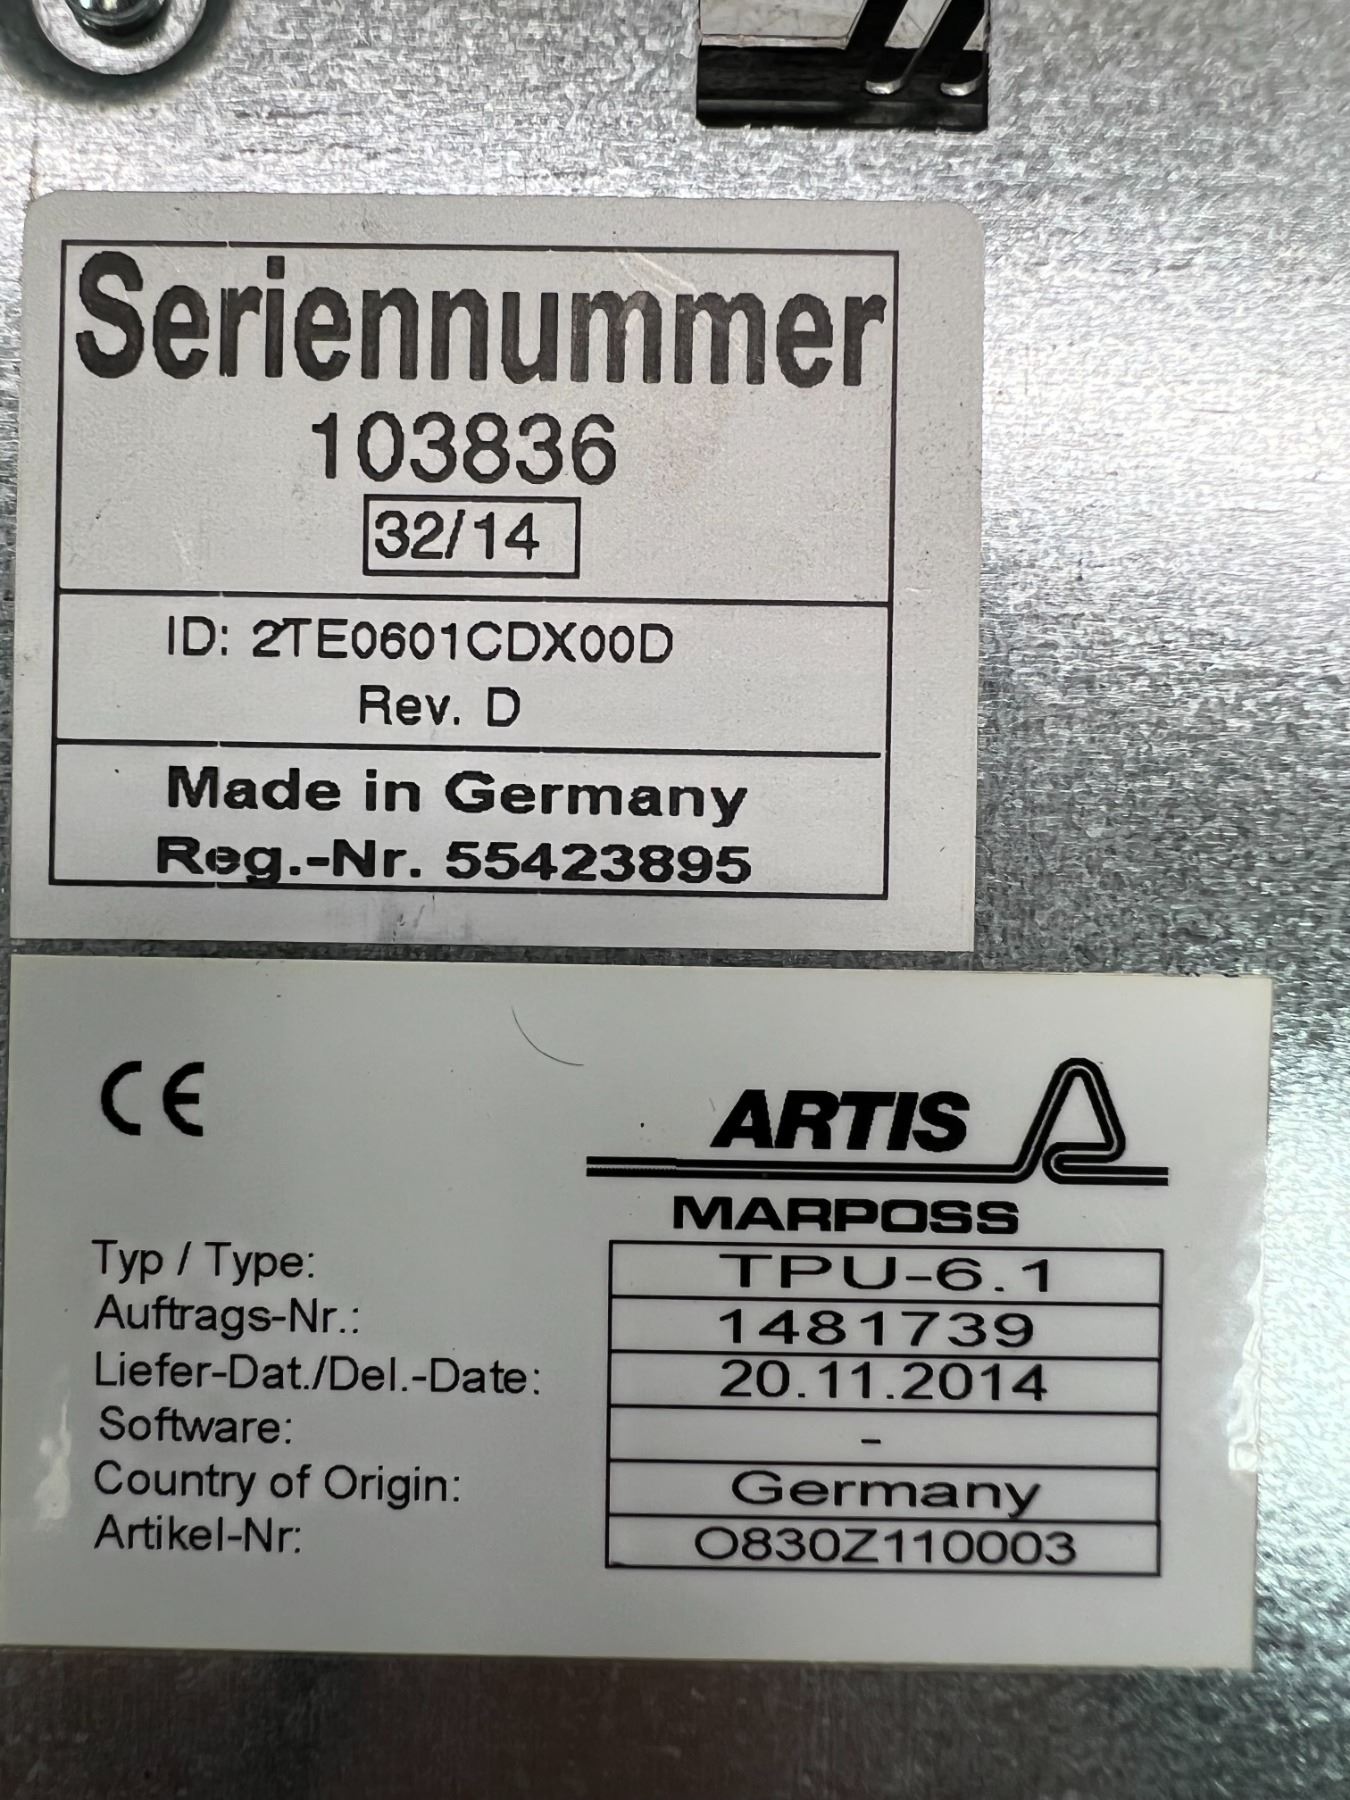 Seriennummer
103836
32/14
ID: 2TE0601CDX00D
Rev. D
Made in Germany
Reg.-Nr. 55423895
CE
ARTIS
MARPOSS
Typ / Type: TPU-6.1
Auftrags-Nr.: 1481739
Liefer-Dat./Del.-Date: 20.11.2014
Software: -
Country of Origin: Germany
Artikel-Nr: O830Z110003